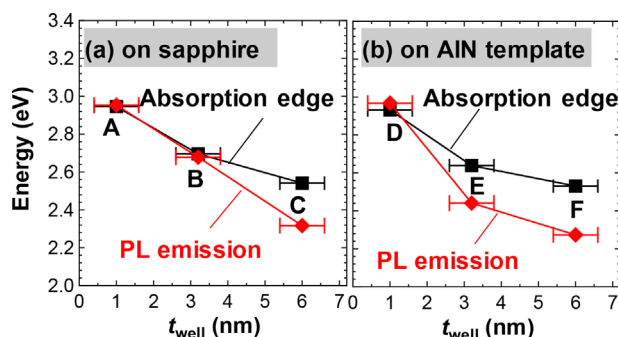 (a) on sapphire
(b) on AlN template
Energy (eV)
3.4
3.2
3.0
2.8
2.6
2.4
2.2
2.0
Absorption edge
A
B
C
PL emission
0 1 2 3 4 5 6 7
t_well (nm)
Absorption edge
D
E
F
PL emission
0 1 2 3 4 5 6 7
t_well (nm)